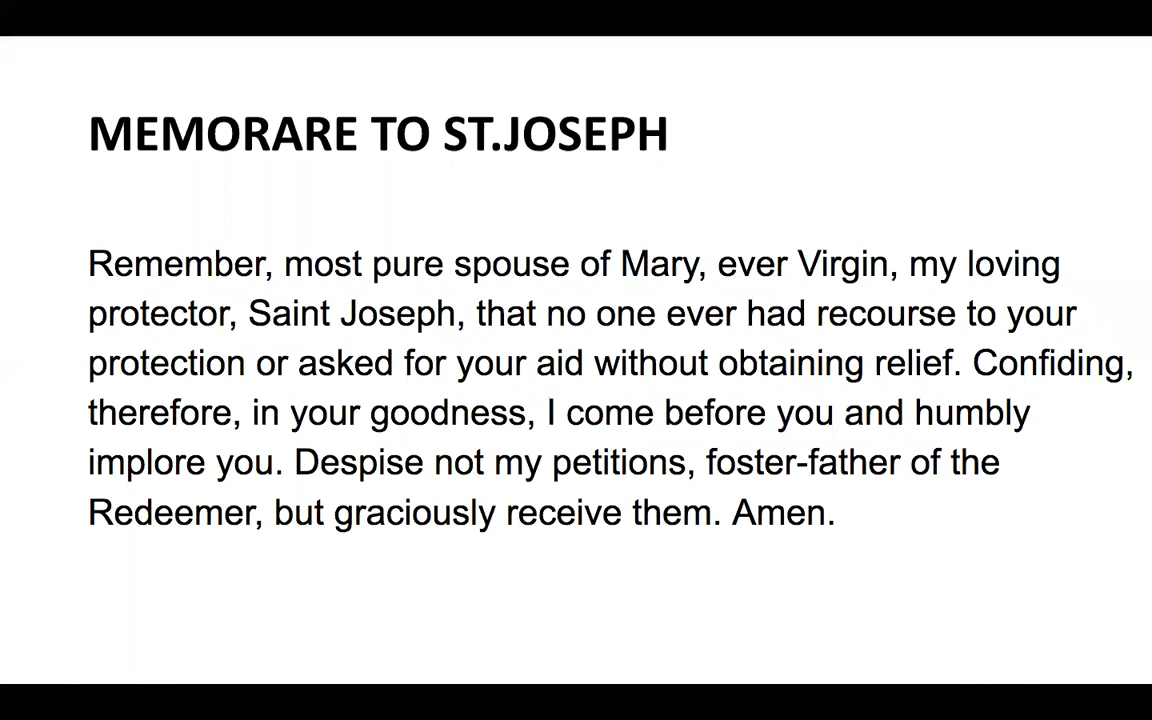 MEMORARE TO ST.JOSEPH
Remember, most pure spouse of Mary, ever Virgin, my loving
protector, Saint Joseph, that no one ever had recourse to your
protection or asked for your aid without obtaining relief. Confiding,
therefore, in your goodness, I come before you and humbly
implore you. Despise not my petitions, foster-father of the
Redeemer, but graciously receive them. Amen.